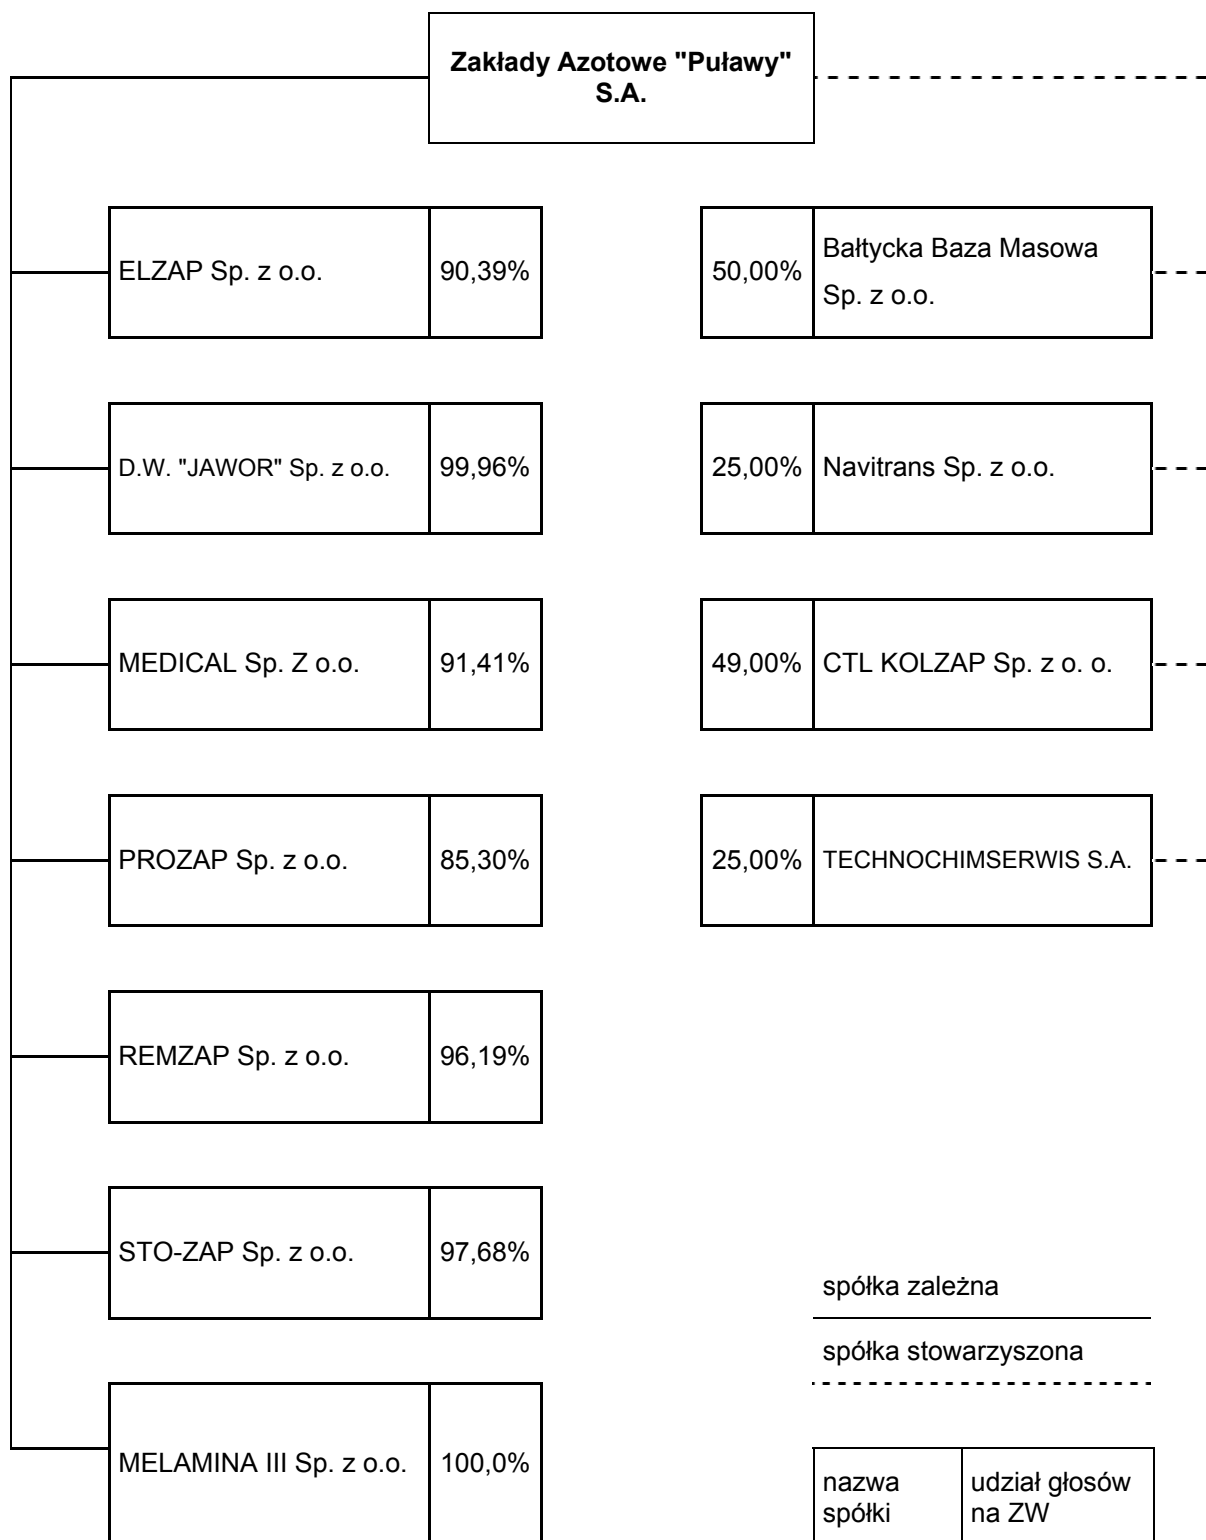 Zakłady Azotowe "Puławy"
S.A.
ELZAP Sp. z o.o. 90,39%
50,00% Bałtycka Baza Masowa
Sp. z o.o.
D.W. "JAWOR" Sp. z o.o. 99,96%
25,00% Navitrans Sp. z o.o.
MEDICAL Sp. Z o.o. 91,41%
49,00% CTL KOLZAP Sp. z o. o.
PROZAP Sp. z o.o. 85,30%
25,00% TECHNOCHIMSERWIS S.A.
REMZAP Sp. z o.o. 96,19%
STO-ZAP Sp. z o.o. 97,68%
spółka zależna
spółka stowarzyszona
MELAMINA III Sp. z o.o. 100,0%
nazwa
spółki
udział głosów
na ZW